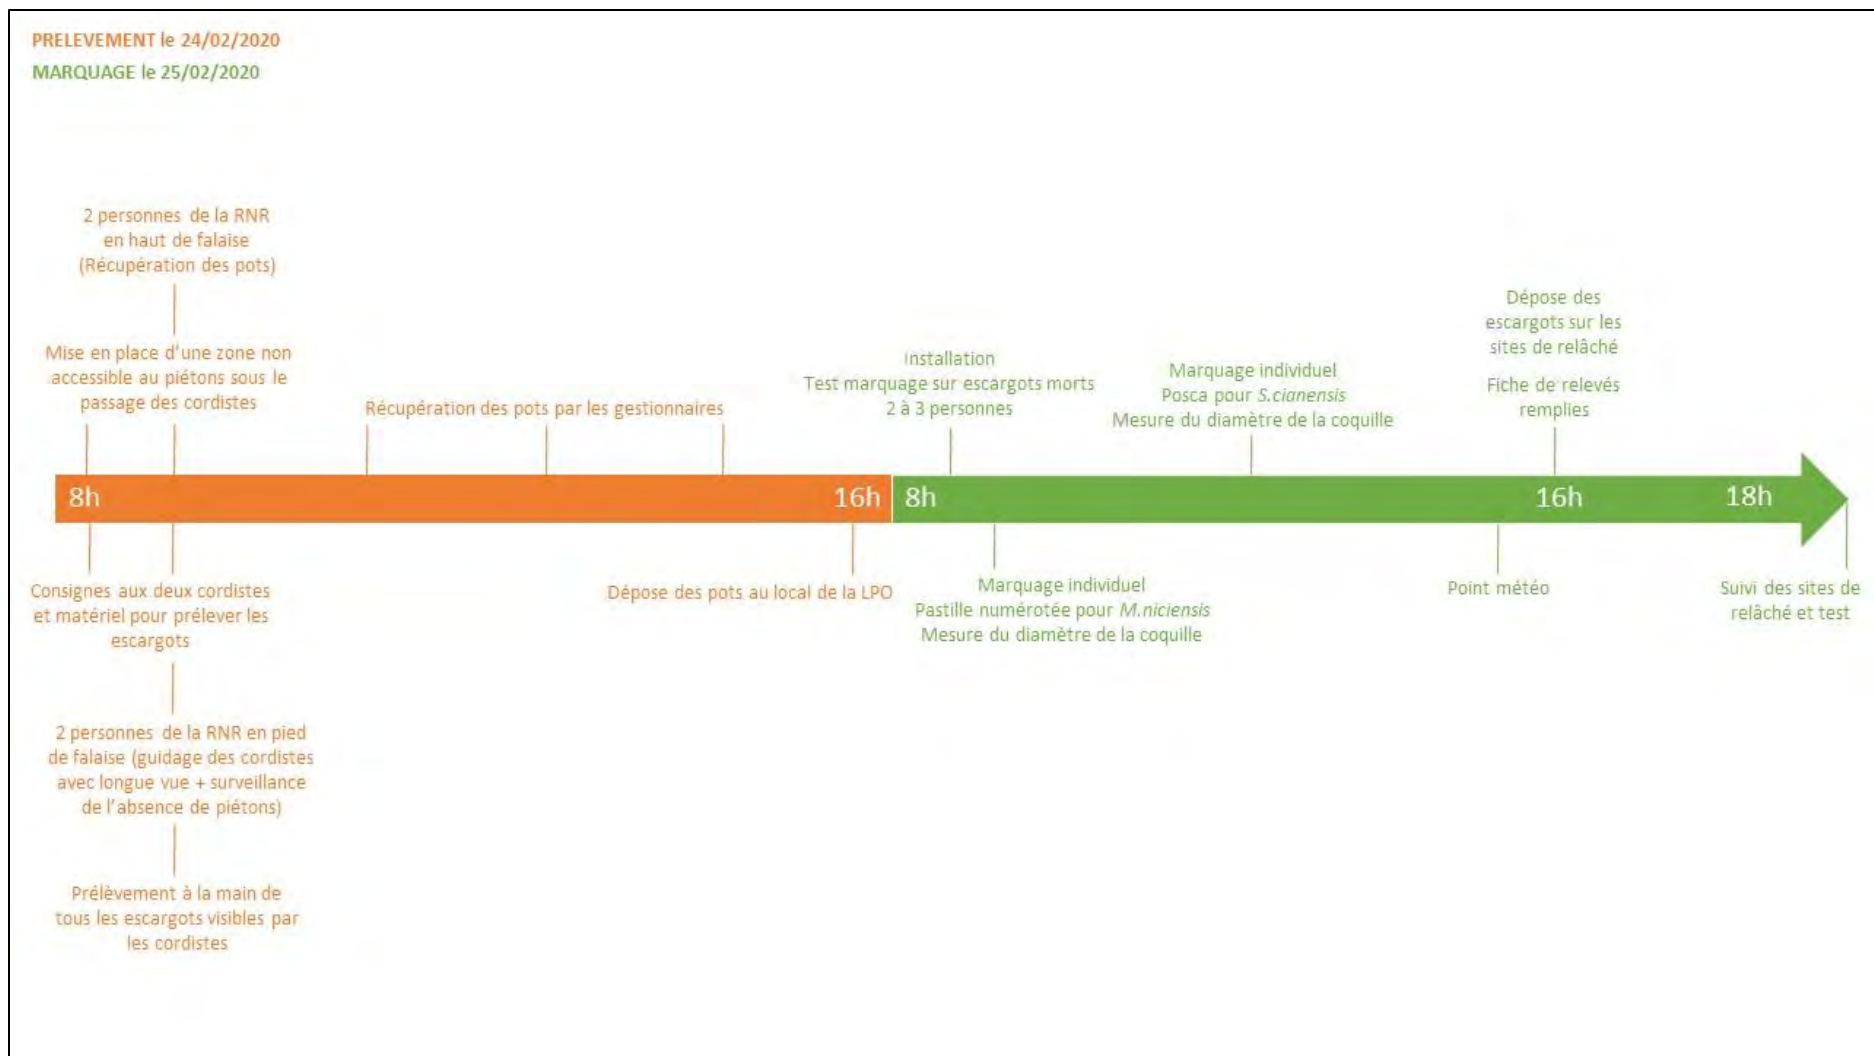 PRELEVEMENT le 24/02/2020
MARQUAGE le 25/02/2020
2 personnes de la RNR
en haut de falaise
(Récupération des pots)
Mise en place d'une zone non
accessible au piétons sous le
passage des cordistes
Récupération des pots par les gestionnaires
Installation
Test marquage sur escargots morts
2 à 3 personnes
Marquage individuel
Posca pour S.cianensis
Mesure du diamètre de la coquille
Dépose des
escargots sur les
sites de relâché
Fiche de relevés
remplies
8h
16h
8h
16h
18h
Consignes aux deux cordistes
et matériel pour prélever les
escargots
2 personnes de la RNR en pied
de falaise (guidage des cordistes
avec longue vue + surveillance
de l'absence de piétons)
Prélèvement à la main de
tous les escargots visibles par
les cordistes
Dépose des pots au local de la LPO
Marquage individuel
Pastille numérotée pour M.niciensis
Mesure du diamètre de la coquille
Point météo
Suivi des sites de
relâché et test